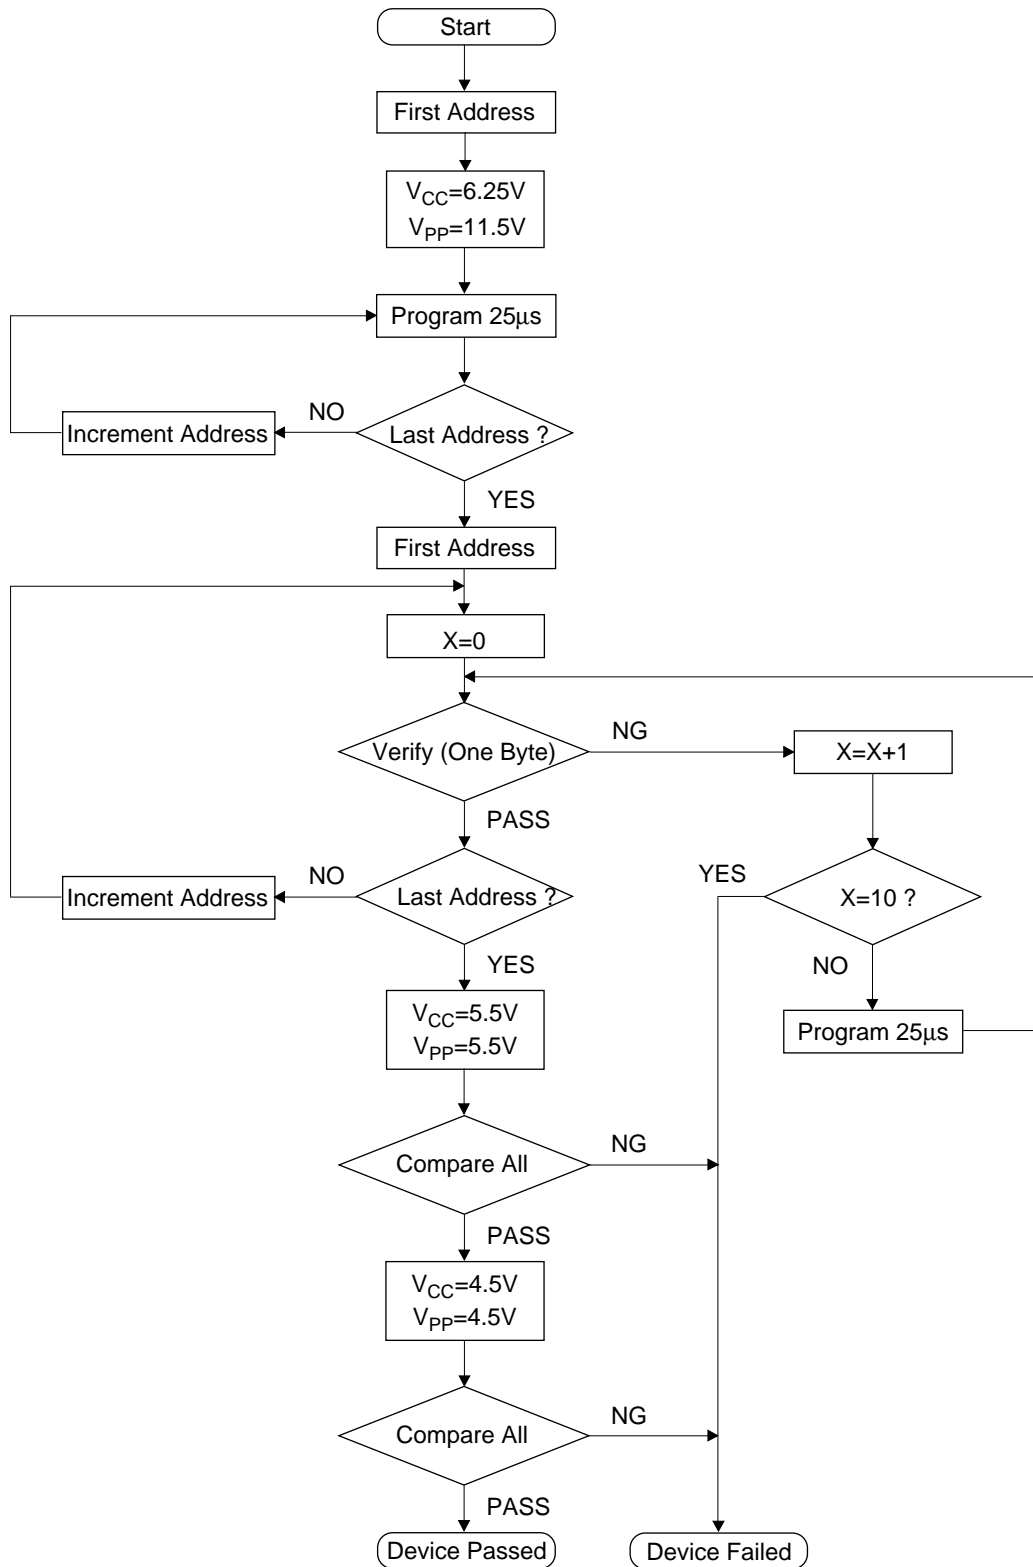 Start
First Address
VCC=6.25V
VPP=11.5V
Program 25μs
NO
Increment Address
Last Address ?
YES
First Address
X=0
Verify (One Byte)
NG
X=X+1
PASS
NO
Increment Address
Last Address ?
YES
X=10 ?
YES
NO
VCC=5.5V
VPP=5.5V
Program 25μs
Compare All
NG
PASS
VCC=4.5V
VPP=4.5V
Compare All
NG
PASS
Device Passed
Device Failed